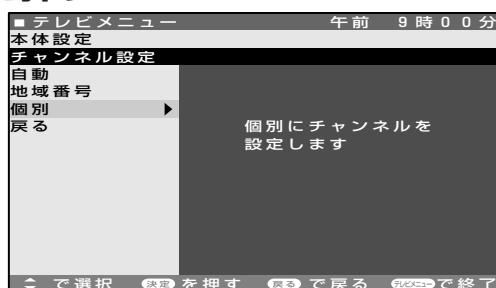 ■テレビメニュー 午前 9時00分
本体設定
チャンネル設定
自動
地域番号
個別 ▶
戻る
個別にチャンネルを
設定します
で選択 決定を押す 戻るで戻る テレビメニューで終了